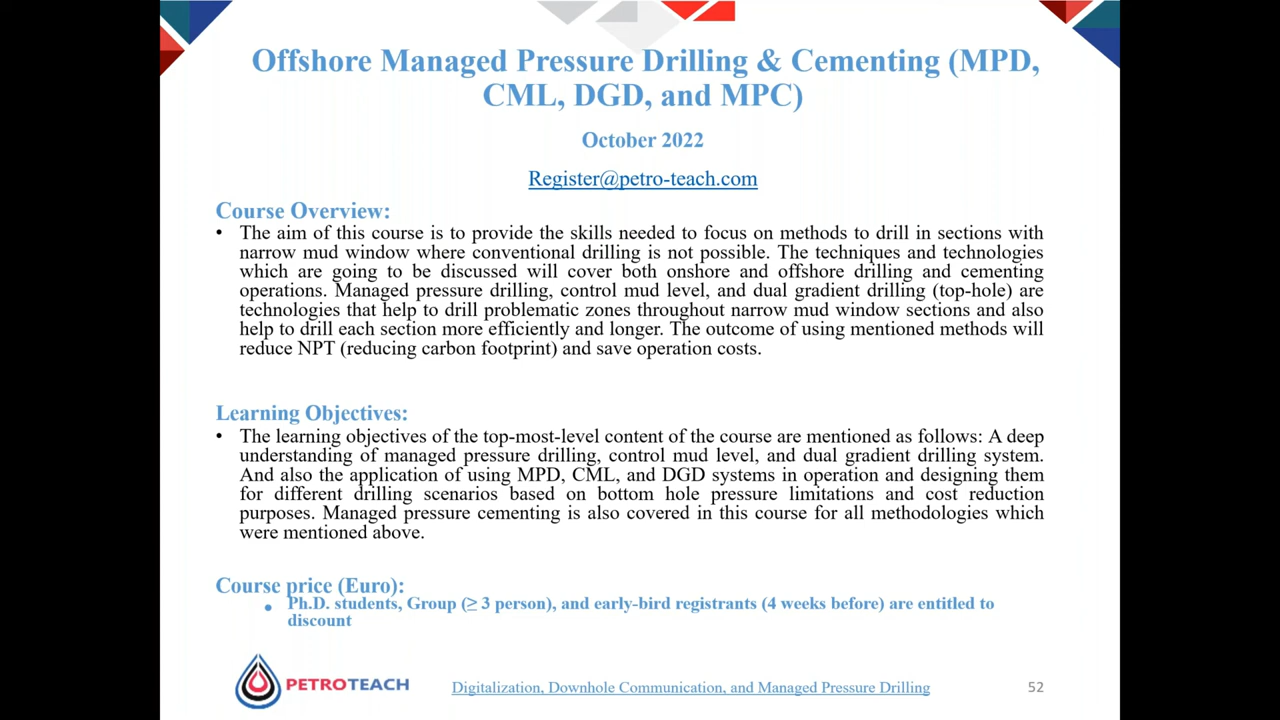 Offshore Managed Pressure Drilling & Cementing (MPD,
CML, DGD, and MPC)
October 2022
Register@petro-teach.com
Course Overview:
• The aim of this course is to provide the skills needed to focus on methods to drill in sections with
narrow mud window where conventional drilling is not possible. The techniques and technologies
which are going to be discussed will cover both onshore and offshore drilling and cementing
operations. Managed pressure drilling, control mud level, and dual gradient drilling (top-hole) are
technologies that help to drill problematic zones throughout narrow mud window sections and also
help to drill each section more efficiently and longer. The outcome of using mentioned methods will
reduce NPT (reducing carbon footprint) and save operation costs.
Learning Objectives:
• The learning objectives of the top-most-level content of the course are mentioned as follows: A deep
understanding of managed pressure drilling, control mud level, and dual gradient drilling system.
And also the application of using MPD, CML, and DGD systems in operation and designing them
for different drilling scenarios based on bottom hole pressure limitations and cost reduction
purposes. Managed pressure cementing is also covered in this course for all methodologies which
were mentioned above.
Course price (Euro):
• Ph.D. students, Group (≥ 3 person), and early-bird registrants (4 weeks before) are entitled to
discount
PETROTEACH
Digitalization, Downhole Communication, and Managed Pressure Drilling
52